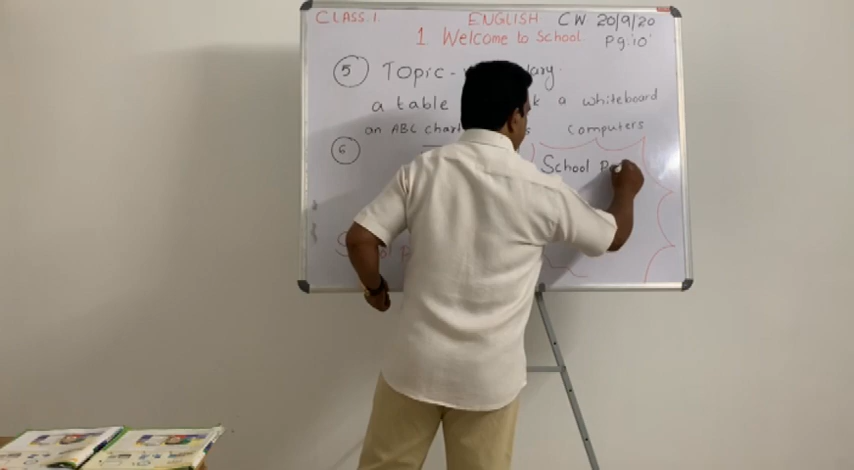 CLASS. 1. ENGLISH CW 20/9/20
1 Welcome to School Pg:10
5 Topic -
a table a whiteboard
an ABC chart Computers
6 School